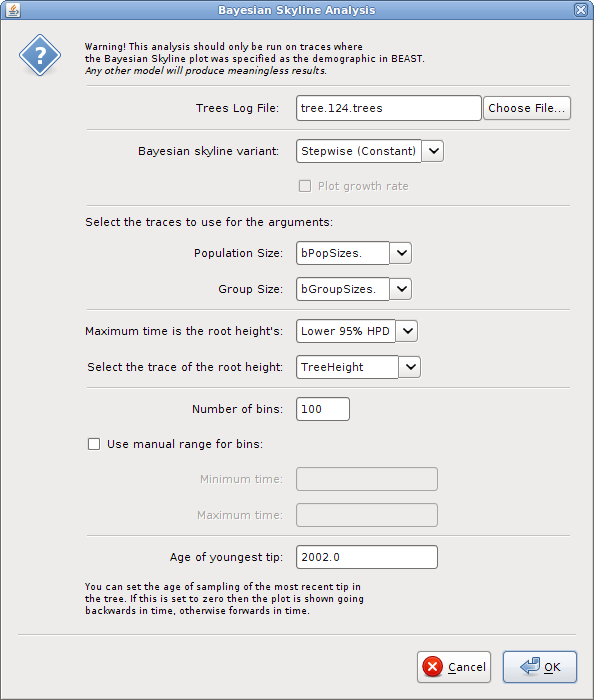 Bayesian Skyline Analysis
Warning! This analysis should only be run on traces where
the Bayesian Skyline plot was specified as the demographic in BEAST.
Any other model will produce meaningless results.
Trees Log File: tree.124.trees Choose File...
Bayesian skyline variant: Stepwise (Constant)
Plot growth rate
Select the traces to use for the arguments:
Population Size: bPopSizes.
Group Size: bGroupSizes.
Maximum time is the root height's: Lower 95% HPD
Select the trace of the root height: TreeHeight
Number of bins: 100
Use manual range for bins:
Minimum time:
Maximum time:
Age of youngest tip: 2002.0
You can set the age of sampling of the most recent tip in
the tree. If this is set to zero then the plot is shown going
backwards in time, otherwise forwards in time.
Cancel OK